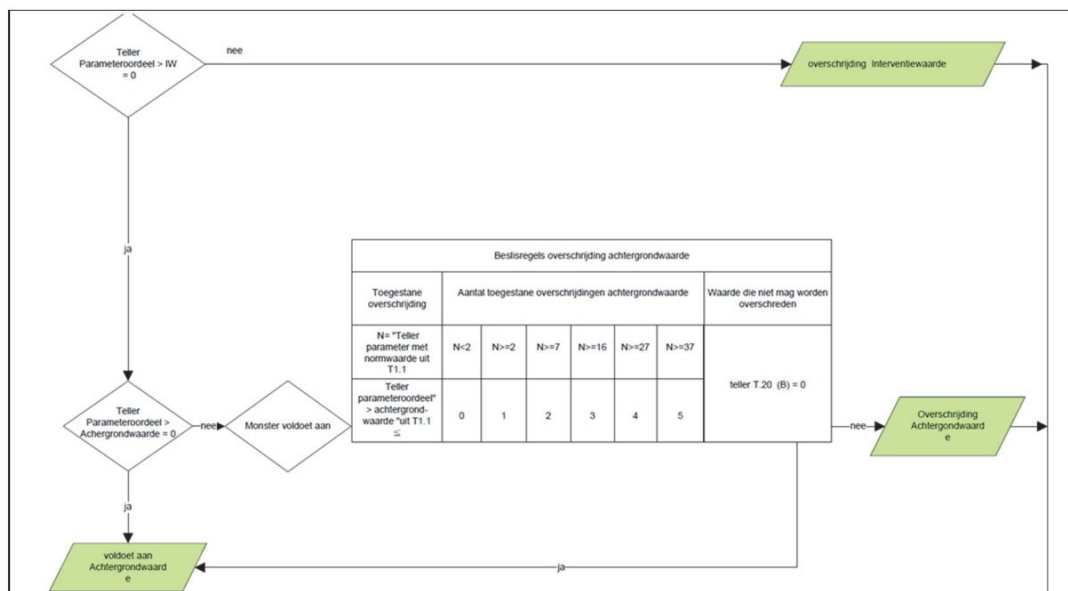 Teller
Parameteroordeel > IW
= 0
nee
overschrijding Interventiewaarde
ja
Beslisregels overschrijding achtergrondwaarde
Toegestane
overschrijding
Aantal toegestane overschrijdingen achtergrondwaarde
Waarde die niet mag worden
overschreden
N= "Teller
parameter met
normwaarde uit
T1.1
N<2
N>=2
N>=7
N>=16
N>=27
N>=37
teller T.20 (B) = 0
Teller
parameteroordeel"
> achtergrond-
waarde "uit T1.1
≤
0
1
2
3
4
5
Teller
Parameteroordeel >
Achergrondwaarde = 0
nee
Monster voldoet aan
nee
Overschrijding
Achtergondwaard
e
ja
voldoet aan
Achtergrondwaard
e
ja